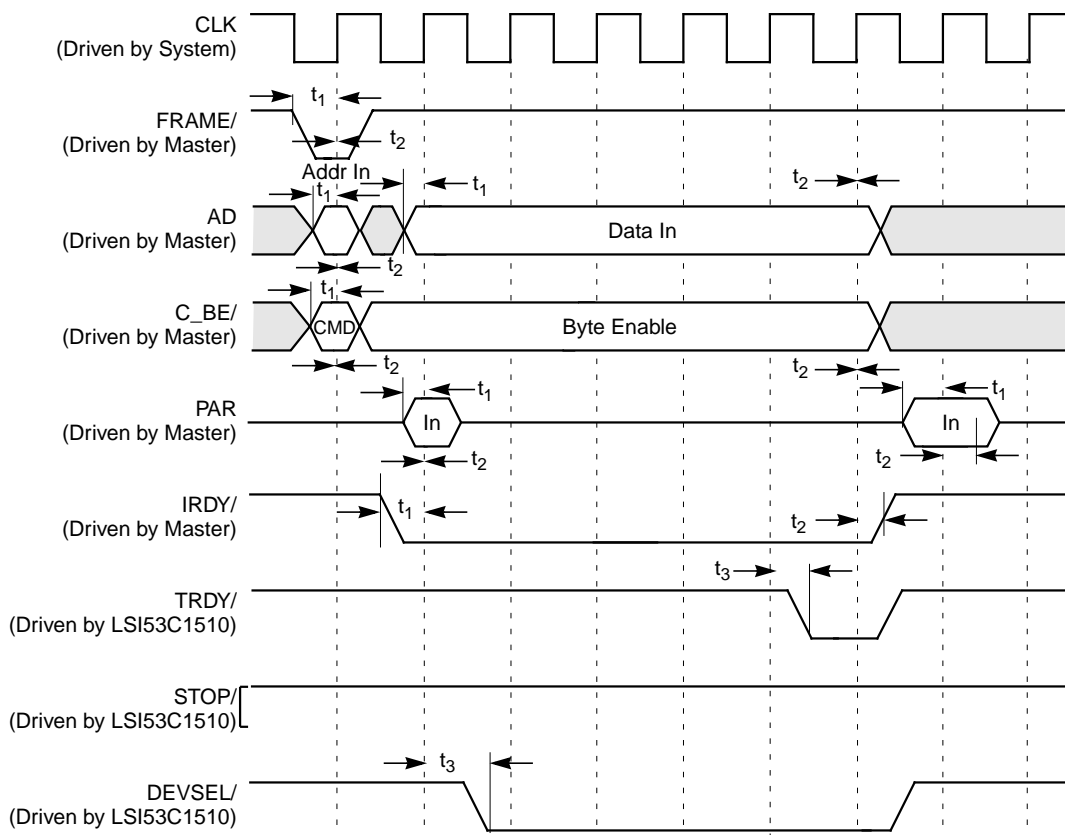 CLK
(Driven by System)
t1
FRAME/
(Driven by Master)
t2
Addr In
t1
t1
t2
AD
(Driven by Master)
Data In
t2
t1
C_BE/
(Driven by Master)
CMD
Byte Enable
t2
t2
t1
t1
PAR
(Driven by Master)
In
In
t2
t2
IRDY/
(Driven by Master)
t1
t2
t3
TRDY/
(Driven by LSI53C1510)
STOP/
(Driven by LSI53C1510)
t3
DEVSEL/
(Driven by LSI53C1510)